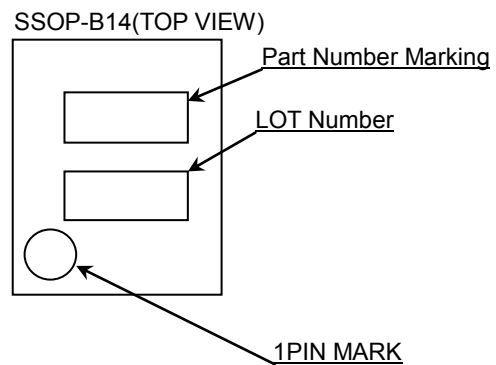 SSOP-B14(TOP VIEW)
Part Number Marking
LOT Number
1PIN MARK